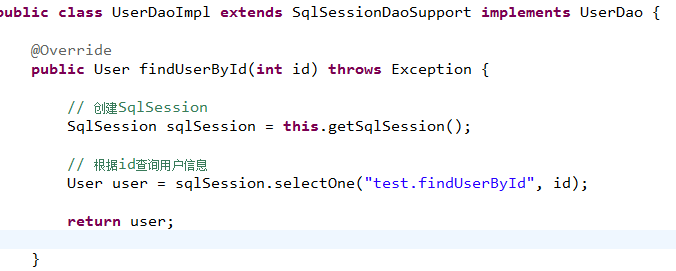 public class UserDaoImpl extends SqlSessionDaoSupport implements UserDao {
@Override
public User findUserById(int id) throws Exception {
// 创建SqlSession
SqlSession sqlSession = this.getSqlSession();
// 根据id查询用户信息
User user = sqlSession.selectOne("test.findUserById", id);
return user;
}